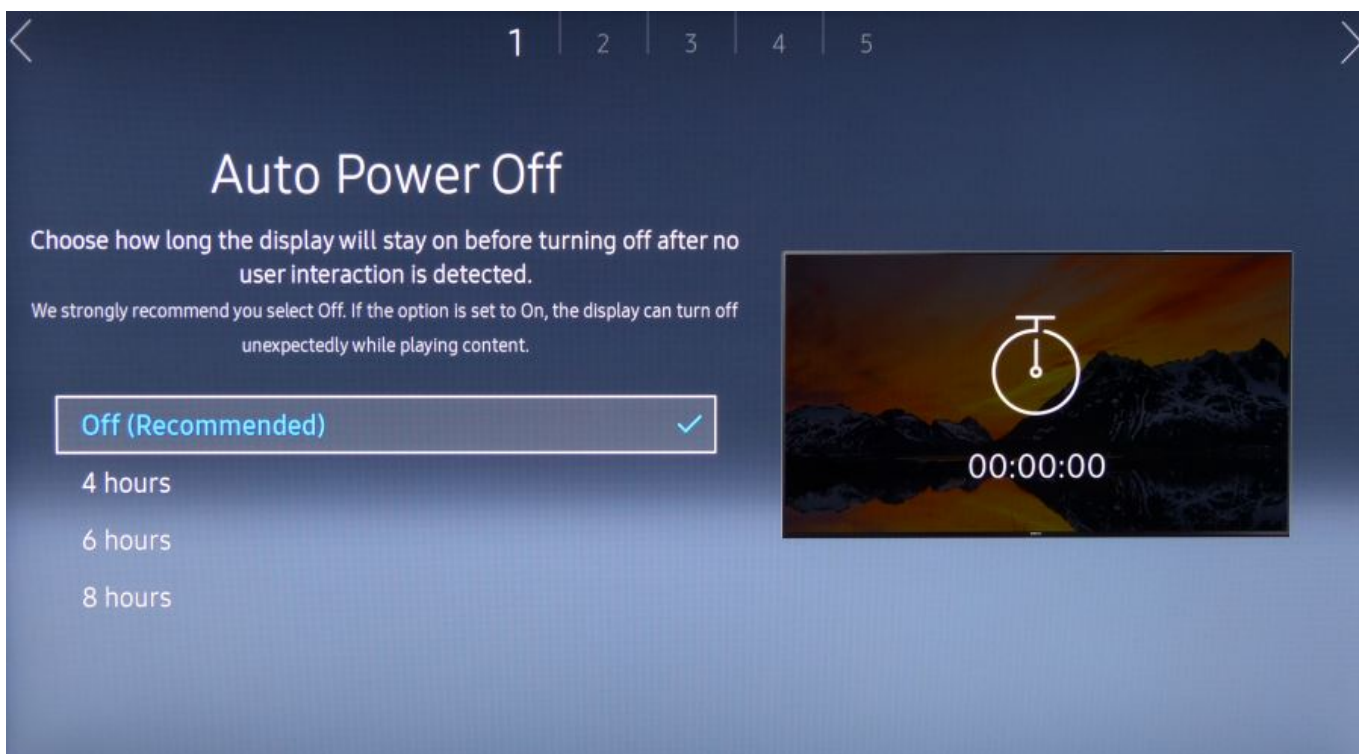 1 2 3 4 5
Auto Power Off
Choose how long the display will stay on before turning off after no
user interaction is detected.
We strongly recommend you select Off. If the option is set to On, the display can turn off
unexpectedly while playing content.
Off (Recommended)
4 hours
6 hours
8 hours
00:00:00